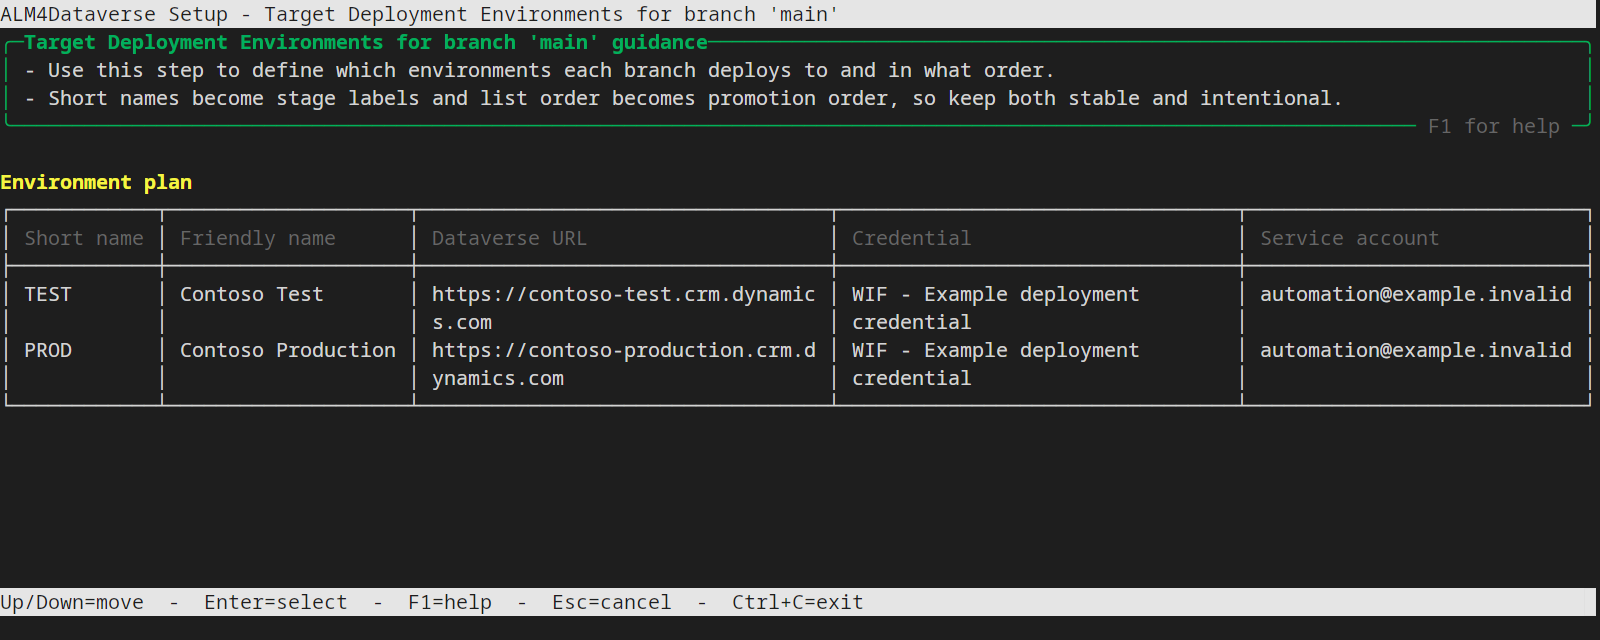 ALM4Dataverse Setup - Target Deployment Environments for branch 'main'
Target Deployment Environments for branch 'main' guidance
- Use this step to define which environments each branch deploys to and in what order.
- Short names become stage labels and list order becomes promotion order, so keep both stable and intentional.
F1 for help
Environment plan
Short name Friendly name Dataverse URL Credential Service account
TEST Contoso Test https://contoso-test.crm.dynamic WIF - Example deployment automation@example.invalid
s.com credential
PROD Contoso Production https://contoso-production.crm.d WIF - Example deployment automation@example.invalid
ynamics.com credential
Up/Down=move - Enter=select - F1=help - Esc=cancel - Ctrl+C=exit